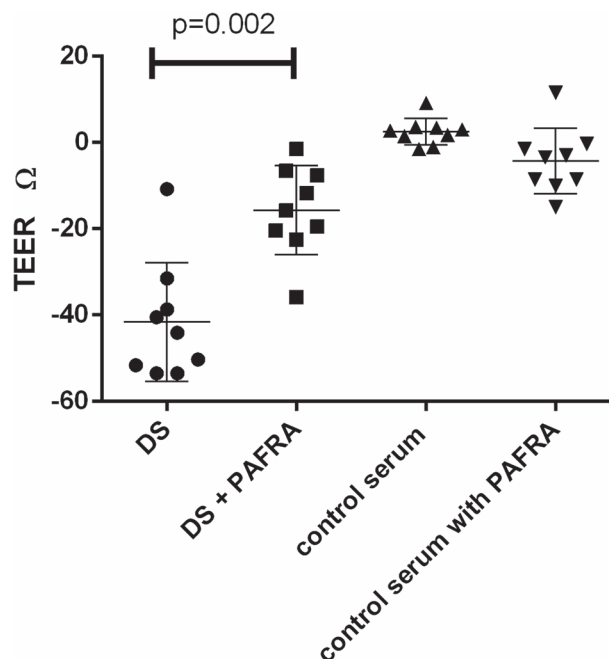 p=0.002
20
0
-20
-40
-60
TEER Ω
DS
DS + PAFRA
control serum
control serum with PAFRA